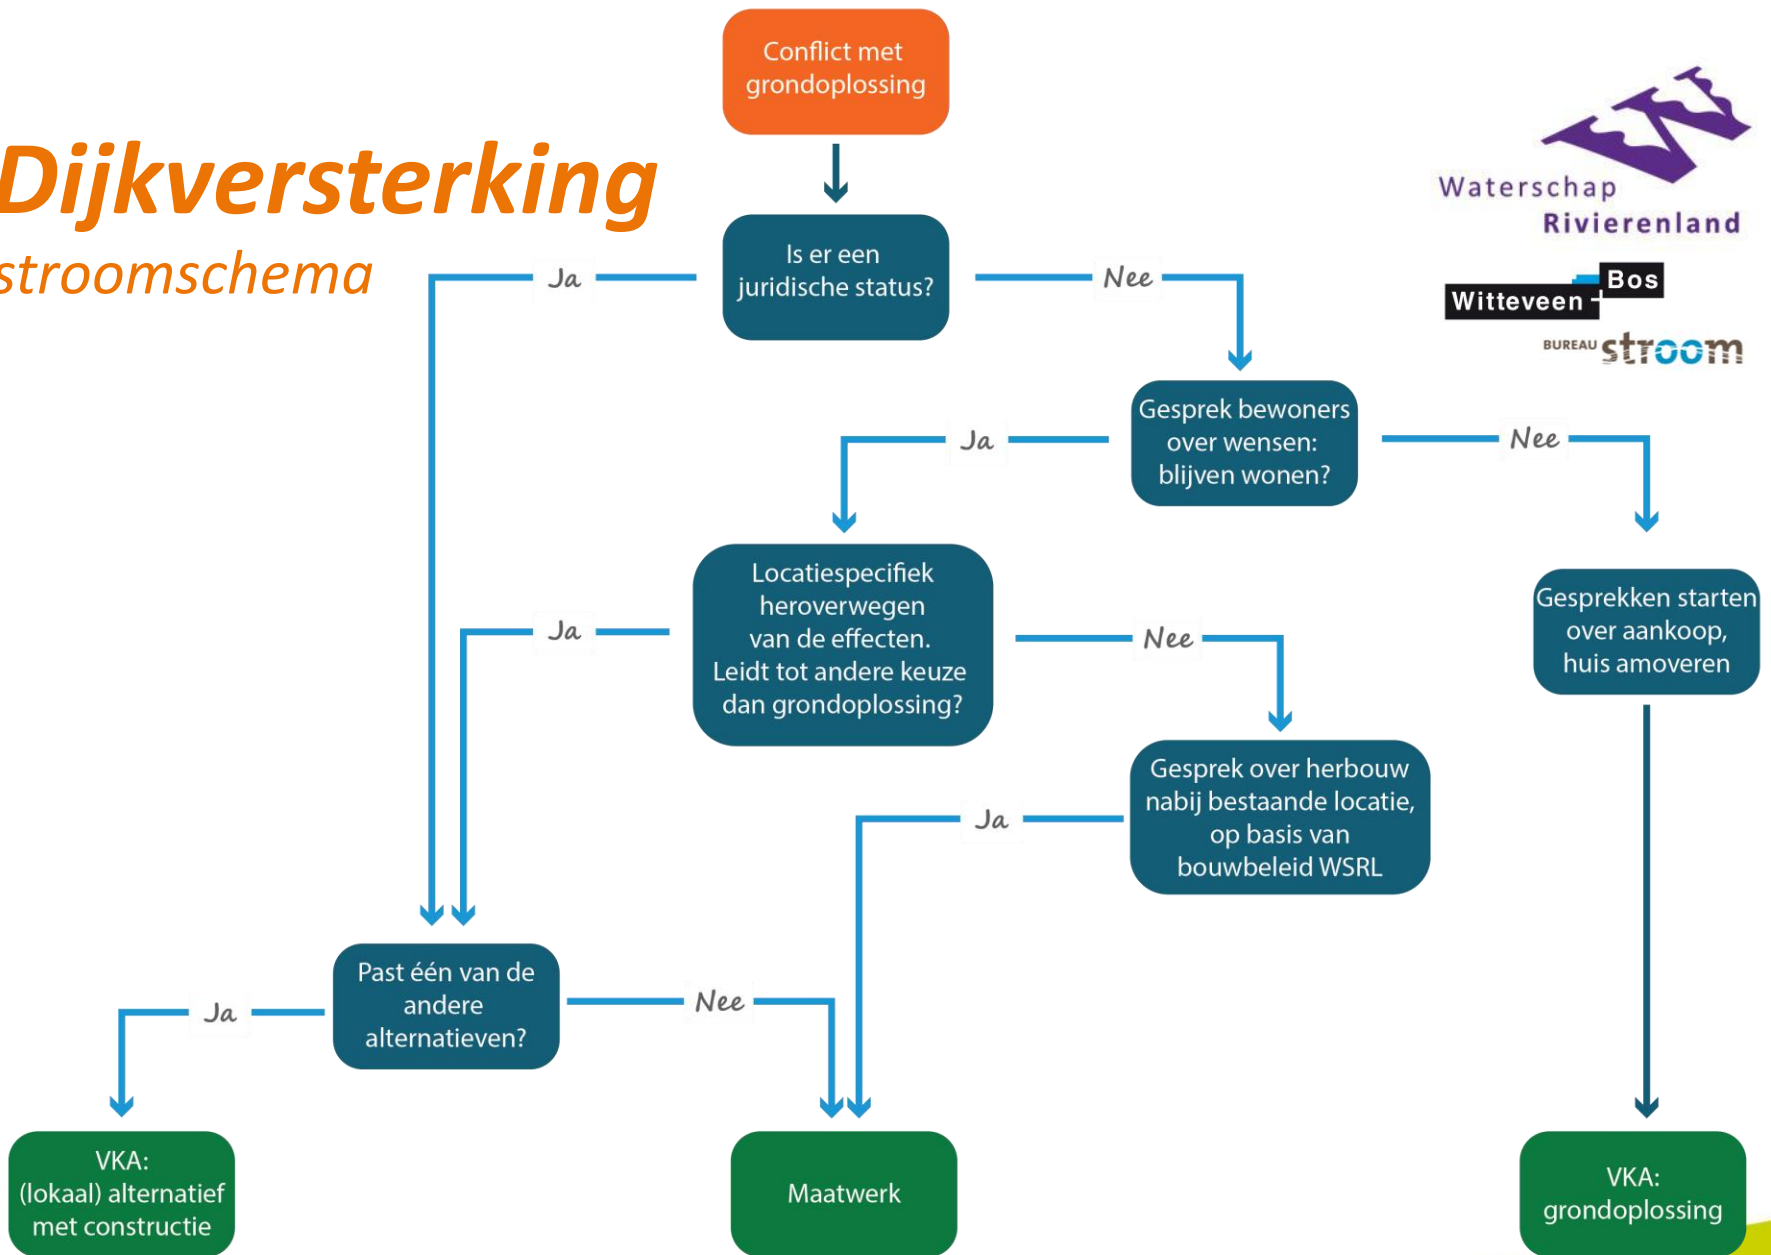 Conflict met
grondoplossing
Dijkversterking
stroomschema
Waterschap
Rivierenland
Witteveen + Bos
BUREAU stroom
Is er een
juridische status?
Ja
Nee
Gesprek bewoners
over wensen:
blijven wonen?
Ja
Nee
Locatiespecifiek
heroverwegen
van de effecten.
Leidt tot andere keuze
dan grondoplossing?
Gesprekken starten
over aankoop,
huis amoveren
Ja
Nee
Gesprek over herbouw
nabij bestaande locatie,
op basis van
bouwbeleid WSRL
Ja
Past één van de
andere
alternatieven?
Ja
Nee
VKA:
(lokaal) alternatief
met constructie
Maatwerk
VKA:
grondoplossing